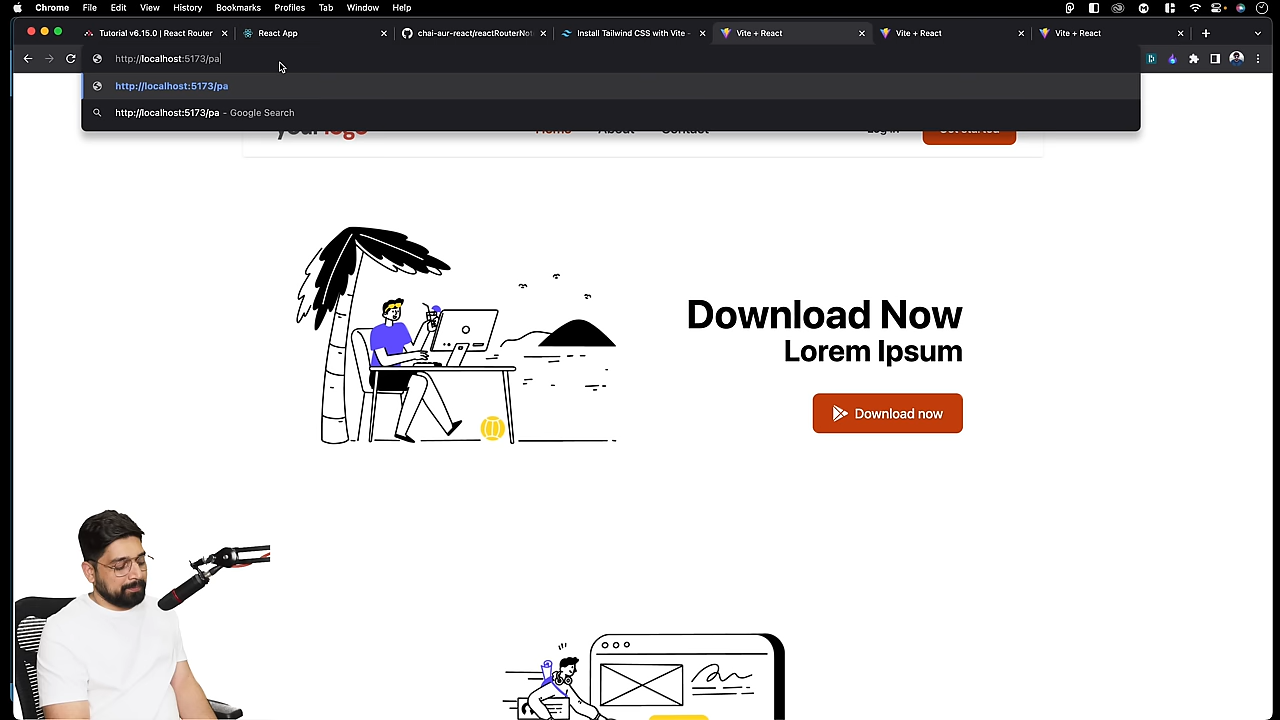 Chrome File Edit View History Bookmarks Profiles Tab Window Help
Tutorial v6.15.0 | React Router
React App
chai-aur-react/reactRouterNot
Install Tailwind CSS with Vite -
Vite + React
Vite + React
Vite + React
http://localhost:5173/pa
http://localhost:5173/pa
http://localhost:5173/pa - Google Search
your logo
Home About Contact
Log in
Get started
Download Now
Lorem Ipsum
Download now